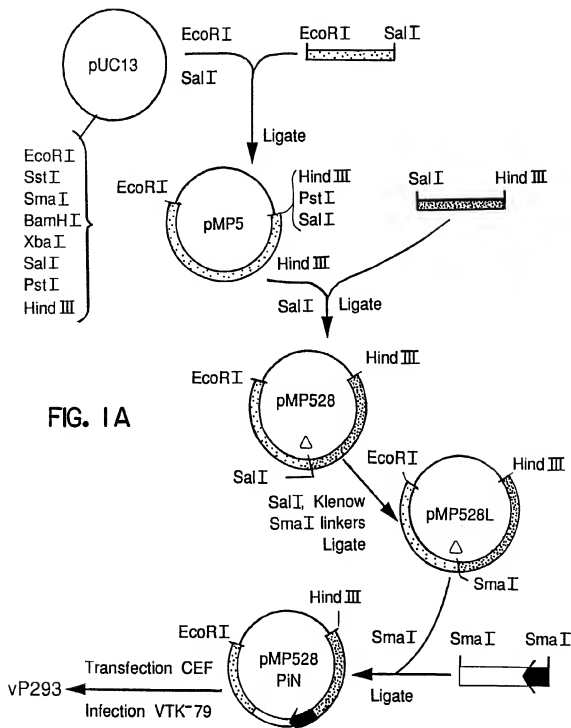 EcoRI
SalI
pUC13
EcoRI SalI
Ligate
EcoRI
SstI
SmaI
BamHI
XbaI
SalI
PstI
Hind III
EcoRI
pMP5
Hind III
PstI
SalI
SalI Hind III
Hind III
SalI
Ligate
EcoRI
Hind III
pMP528
△
SalI
FIG. 1A
SalI, Klenow
SmaI linkers
Ligate
EcoRI
Hind III
pMP528L
△
SmaI
SmaI
SmaI SmaI
Ligate
EcoRI
Hind III
pMP528
PiN
Transfection CEF
vP293
Infection VTK⁻79